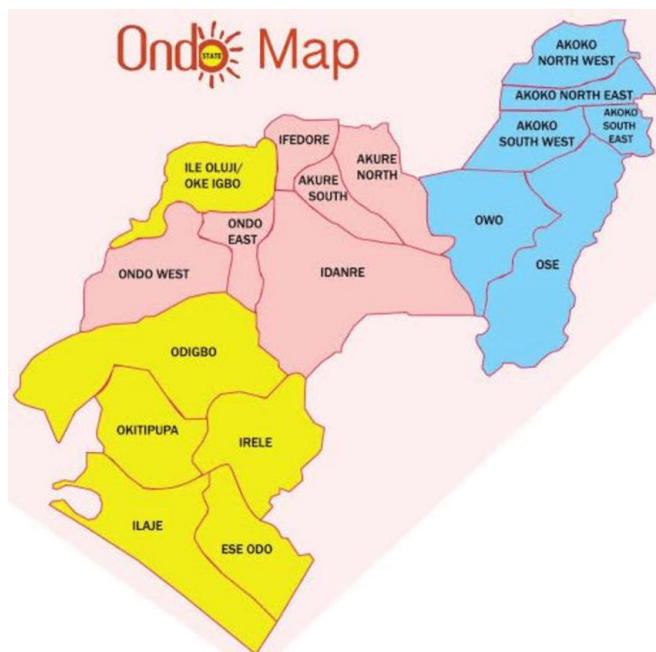 Ondo Map
STATE
AKOKO
NORTH WEST
AKOKO NORTH EAST
AKOKO
SOUTH WEST
AKOKO
SOUTH
EAST
IFEDORE
AKURE
NORTH
ILE OLUJI/
OKE IGBO
AKURE
SOUTH
OWO
ONDO
EAST
OSE
ONDO WEST
IDANRE
ODIGBO
OKITIPUPA
IRELE
ILAJE
ESE ODO